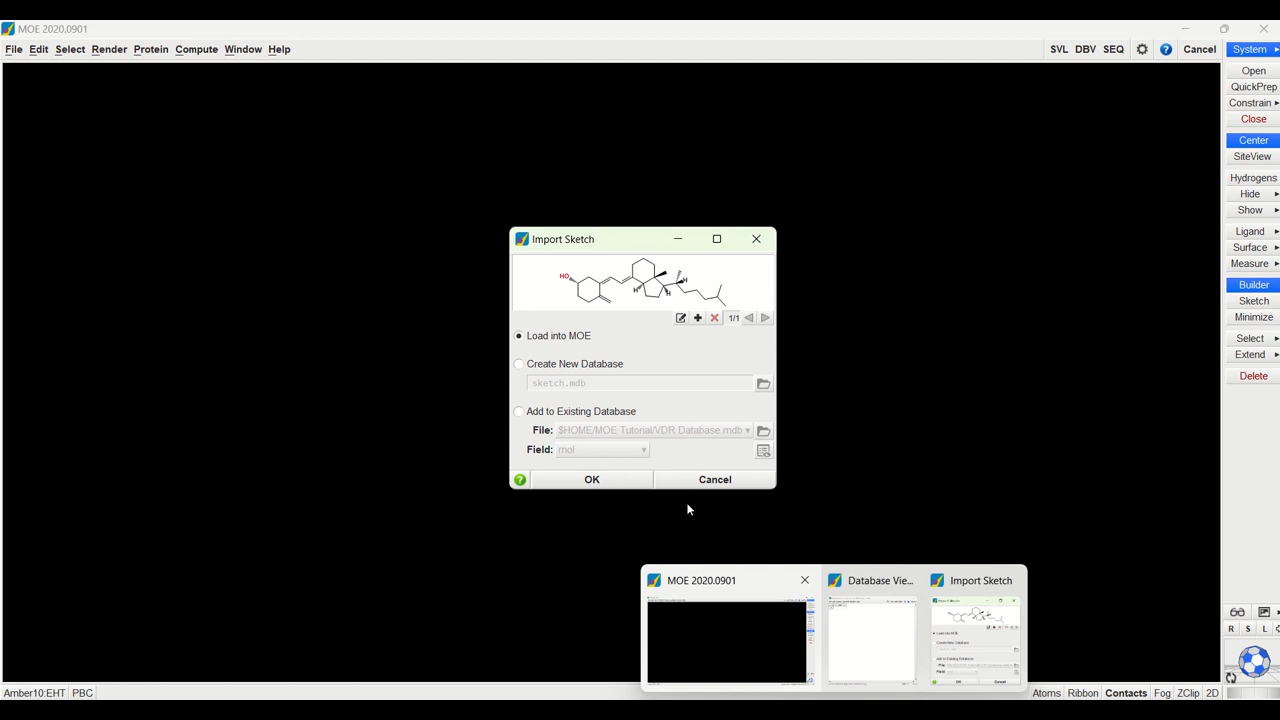 MOE 2020.0901
File Edit Select Render Protein Compute Window Help
SVL DBV SEQ Cancel
System
Open
QuickPrep
Constrain
Close
Center
SiteView
Hydrogens
Hide
Show
Ligand
Surface
Measure
Builder
Sketch
Minimize
Select
Extend
Delete
Import Sketch
HO
H H H
1/1
Load into MOE
Create New Database
sketch.mdb
Add to Existing Database
File: $HOME/MOE Tutorial/VDR Database.mdb
Field: mol
OK Cancel
MOE 2020.0901
Database Vie...
Import Sketch
R S L
Amber10:EHT PBC
Atoms Ribbon Contacts Fog ZClip 2D